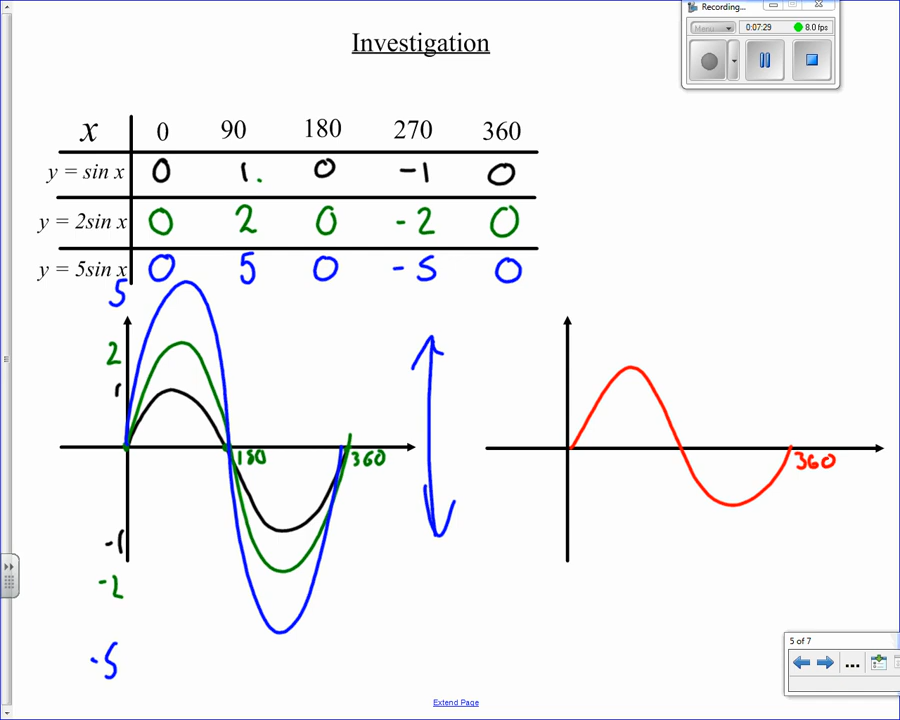 Recording...
Menu
0:07:29
8.0 fps
Investigation
x 0 90 180 270 360
y = sin x 0 1. 0 -1 0
y = 2sin x 0 2 0 -2 0
y = 5sin x 0 5 0 -5 0
5
2
1
180
360
-1
-2
-5
360
5 of 7
...
Extend Page